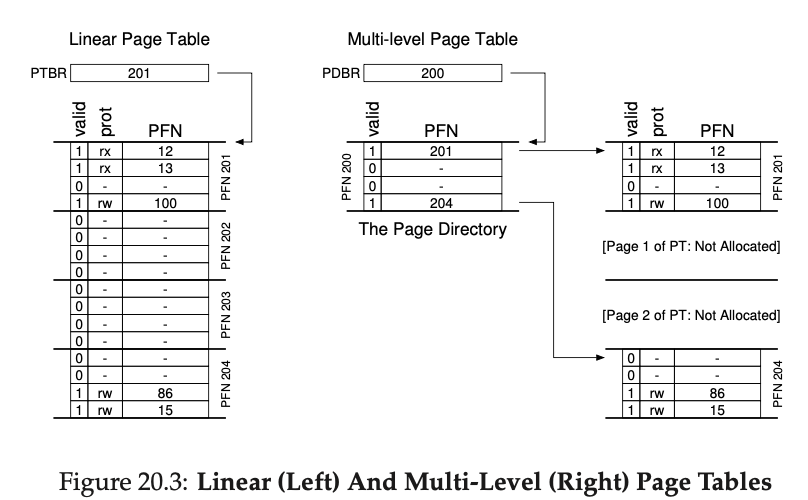 Linear Page Table
PTBR 201
valid prot PFN
1 rx 12
1 rx 13
0 - -
1 rw 100
PFN 201
0 - -
0 - -
0 - -
0 - -
PFN 202
0 - -
0 - -
0 - -
0 - -
PFN 203
0 - -
0 - -
1 rw 86
1 rw 15
PFN 204
Multi-level Page Table
PDBR 200
valid PFN
PFN 200
1 201
0 -
0 -
1 204
The Page Directory
valid prot PFN
1 rx 12
1 rx 13
0 - -
1 rw 100
PFN 201
[Page 1 of PT: Not Allocated]
[Page 2 of PT: Not Allocated]
0 - -
0 - -
1 rw 86
1 rw 15
PFN 204
Figure 20.3: Linear (Left) And Multi-Level (Right) Page Tables